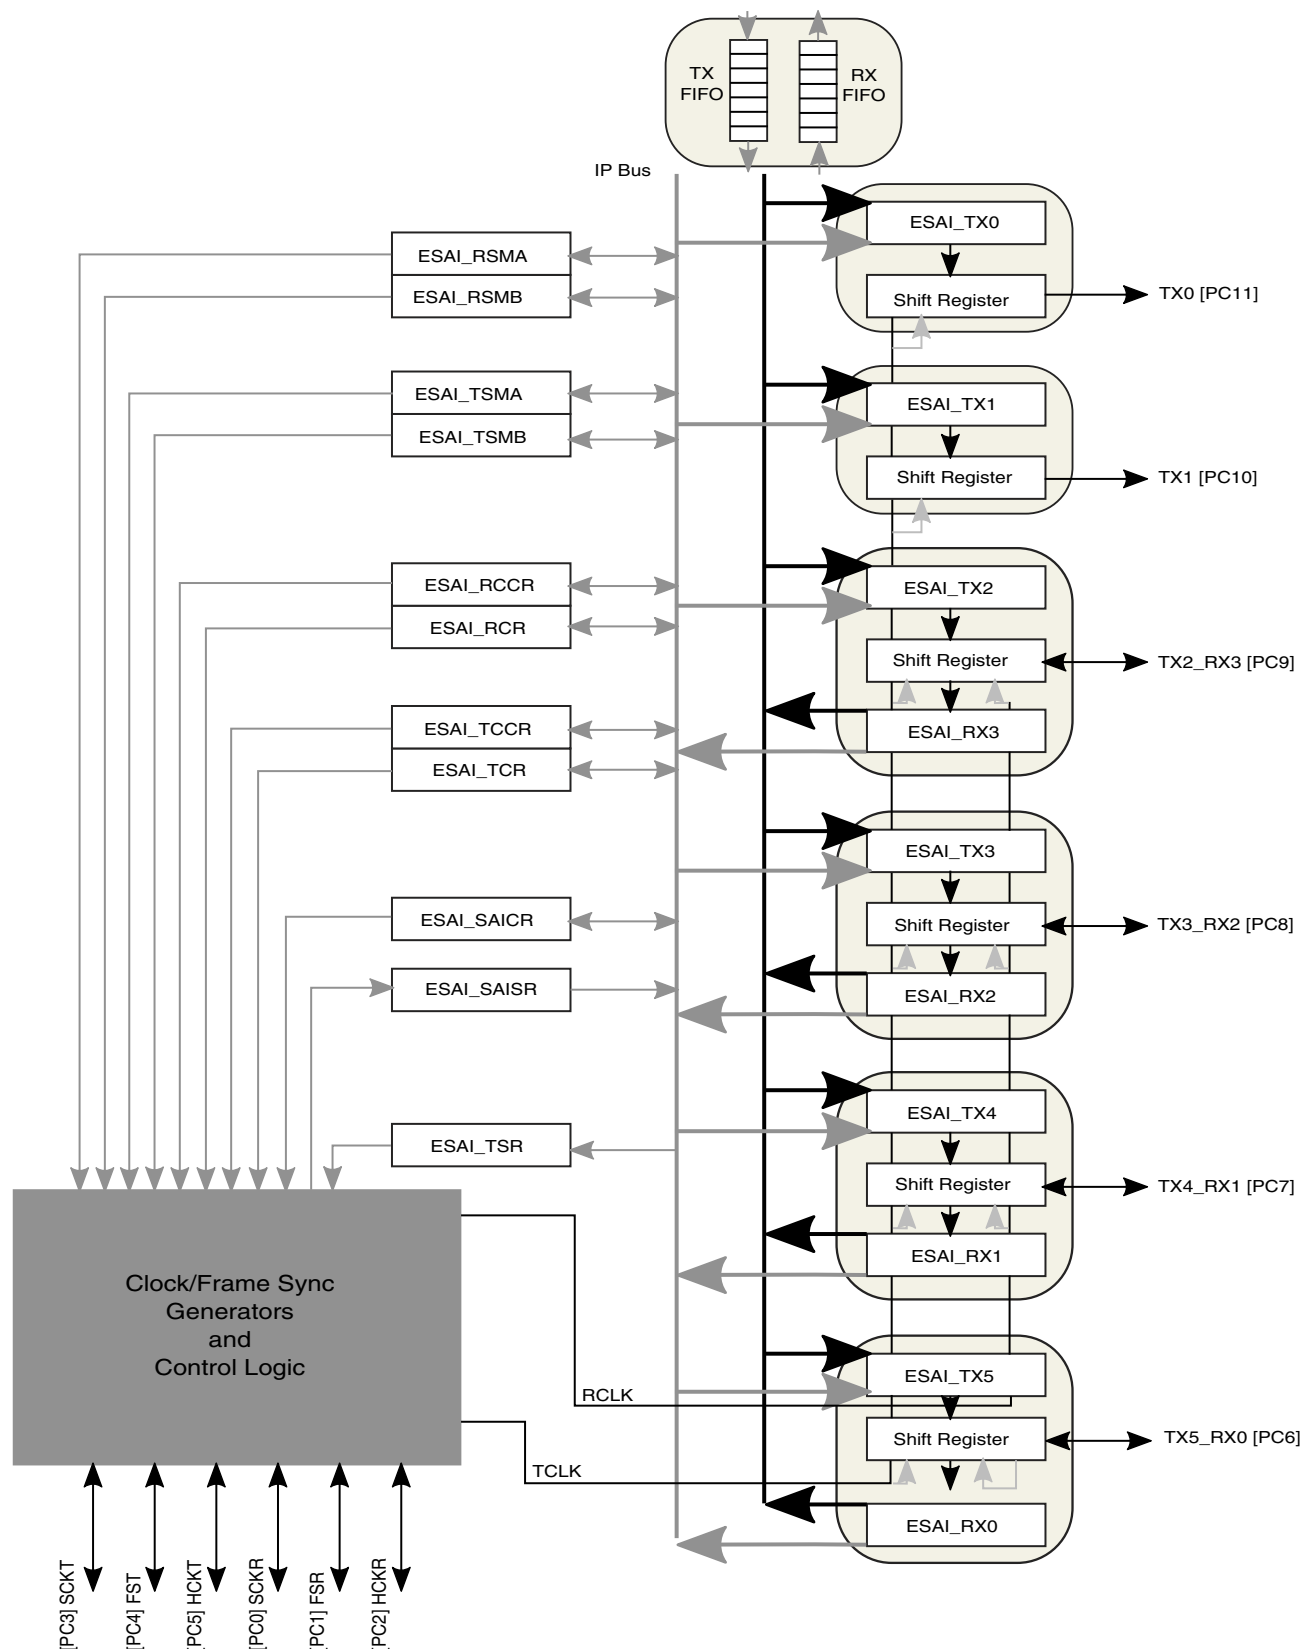 TX
FIFO
RX
FIFO
IP Bus
ESAI_TX0
Shift Register
TX0 [PC11]
ESAI_RSMA
ESAI_RSMB
ESAI_TSMA
ESAI_TSMB
ESAI_TX1
Shift Register
TX1 [PC10]
ESAI_RCCR
ESAI_RCR
ESAI_TX2
Shift Register
TX2_RX3 [PC9]
ESAI_RX3
ESAI_TCCR
ESAI_TCR
ESAI_TX3
Shift Register
TX3_RX2 [PC8]
ESAI_RX2
ESAI_SAICR
ESAI_SAISR
ESAI_TSR
ESAI_TX4
Shift Register
TX4_RX1 [PC7]
ESAI_RX1
Clock/Frame Sync
Generators
and
Control Logic
RCLK
TCLK
ESAI_TX5
Shift Register
TX5_RX0 [PC6]
ESAI_RX0
[PC3] SCKT
[PC4] FST
[PC5] HCKT
[PC0] SCKR
[PC1] FSR
[PC2] HCKR